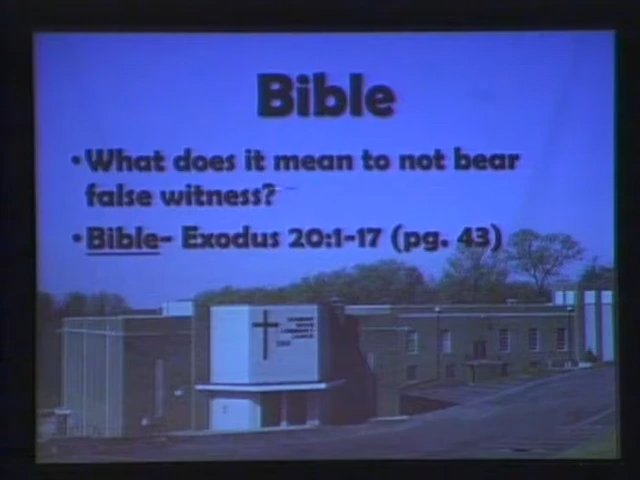 Bible
• What does it mean to not bear
false witness?
• Bible- Exodus 20:1-17 (pg. 43)